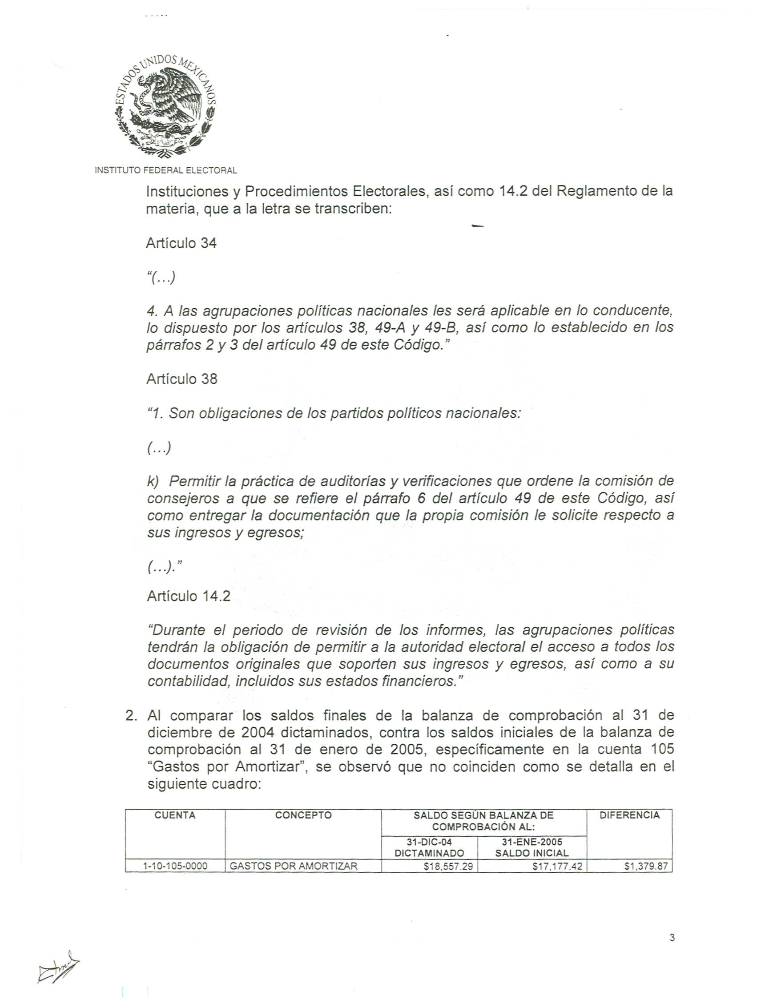 ESTADOS UNIDOS MEXICANOS
INSTITUTO FEDERAL ELECTORAL
Instituciones y Procedimientos Electorales, así como 14.2 del Reglamento de la
materia, que a la letra se transcriben:
Artículo 34
“(...)
4. A las agrupaciones políticas nacionales les será aplicable en lo conducente,
lo dispuesto por los artículos 38, 49-A y 49-B, así como lo establecido en los
párrafos 2 y 3 del artículo 49 de este Código.”
Artículo 38
“1. Son obligaciones de los partidos políticos nacionales:
(...)
k) Permitir la práctica de auditorías y verificaciones que ordene la comisión de
consejeros a que se refiere el párrafo 6 del artículo 49 de este Código, así
como entregar la documentación que la propia comisión le solicite respecto a
sus ingresos y egresos;
(...).”
Artículo 14.2
“Durante el periodo de revisión de los informes, las agrupaciones políticas
tendrán la obligación de permitir a la autoridad electoral el acceso a todos los
documentos originales que soporten sus ingresos y egresos, así como a su
contabilidad, incluidos sus estados financieros.”
2. Al comparar los saldos finales de la balanza de comprobación al 31 de
diciembre de 2004 dictaminados, contra los saldos iniciales de la balanza de
comprobación al 31 de enero de 2005, específicamente en la cuenta 105
“Gastos por Amortizar”, se observó que no coinciden como se detalla en el
siguiente cuadro:
CUENTA CONCEPTO SALDO SEGÚN BALANZA DE DIFERENCIA
COMPROBACIÓN AL:
31-DIC-04 31-ENE-2005
DICTAMINADO SALDO INICIAL
1-10-105-0000 GASTOS POR AMORTIZAR $18,557.29 $17,177.42 $1,379.87
3